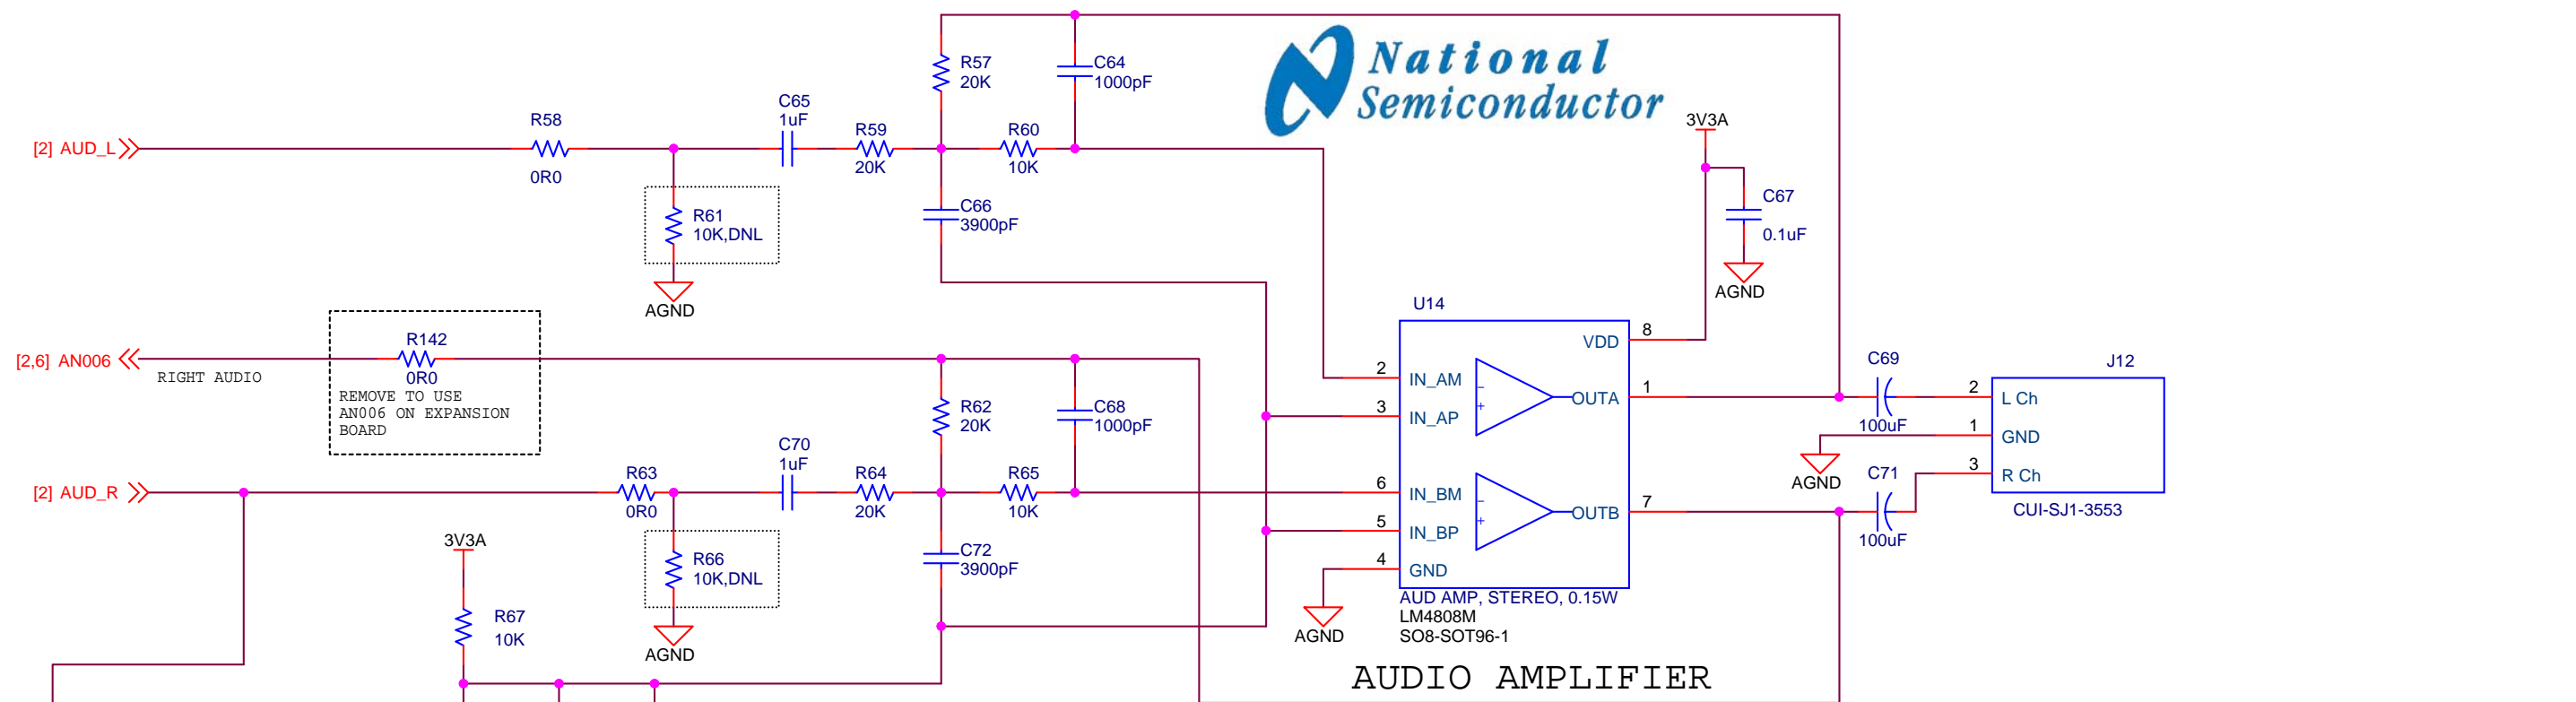 National
Semiconductor
R57
20K
C64
1000pF
[2] AUD_L
R58
0R0
C65
1uF
R59
20K
R60
10K
R61
10K,DNL
AGND
C66
3900pF
3V3A
C67
0.1uF
AGND
[2,6] AN006
RIGHT AUDIO
R142
0R0
REMOVE TO USE
AN006 ON EXPANSION
BOARD
R62
20K
C68
1000pF
[2] AUD_R
R63
0R0
C70
1uF
R64
20K
R65
10K
R66
10K,DNL
AGND
C72
3900pF
3V3A
R67
10K
U14
VDD
8
2
IN_AM
3
IN_AP
-
+
OUTA
1
6
IN_BM
5
IN_BP
-
+
OUTB
7
4
GND
AGND
AUD AMP, STEREO, 0.15W
LM4808M
SO8-SOT96-1
C69
100uF
AGND
C71
100uF
J12
2
L Ch
1
GND
3
R Ch
CUI-SJ1-3553
AUDIO AMPLIFIER